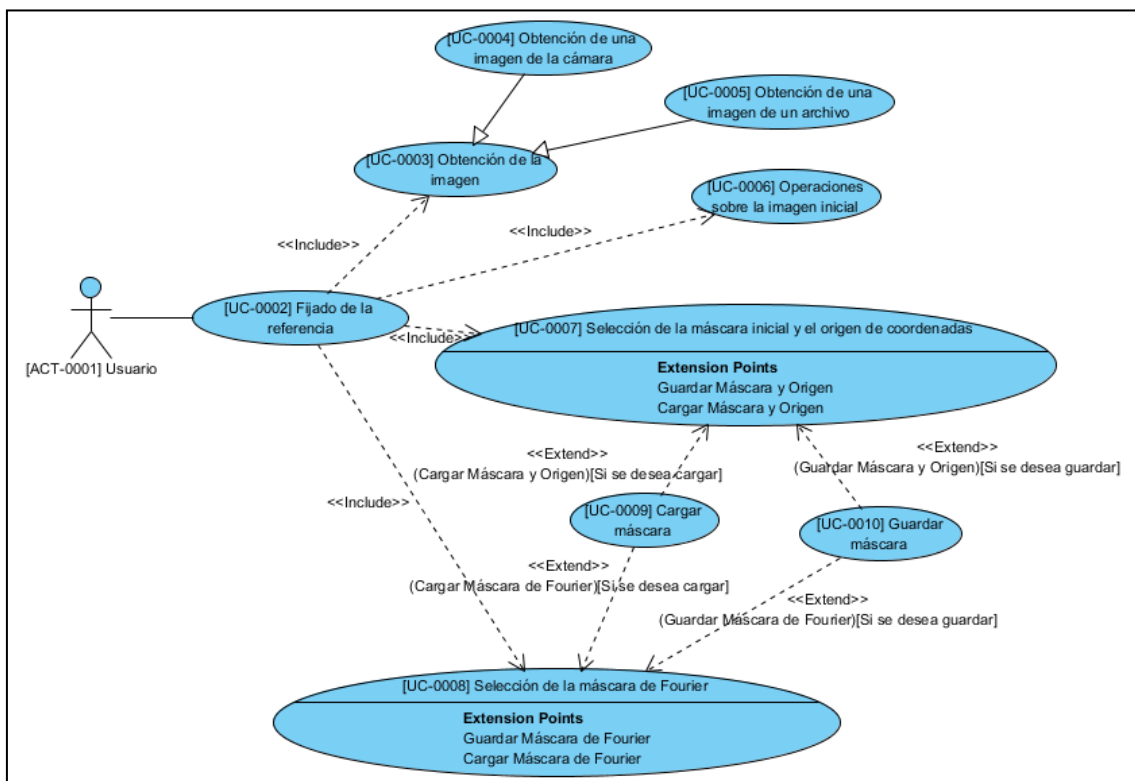 [UC-0004] Obtención de una
imagen de la cámara
[UC-0005] Obtención de una
imagen de un archivo
[UC-0003] Obtención de la
imagen
[UC-0006] Operaciones
sobre la imagen inicial
<<Include>>
<<Include>>
[UC-0002] Fijado de la
referencia
<<Include>>
[ACT-0001] Usuario
[UC-0007] Selección de la máscara inicial y el origen de coordenadas
Extension Points
Guardar Máscara y Origen
Cargar Máscara y Origen
<<Extend>>
(Cargar Máscara y Origen)[Si se desea cargar]
<<Extend>>
(Guardar Máscara y Origen)[Si se desea guardar]
<<Include>>
[UC-0009] Cargar
máscara
[UC-0010] Guardar
máscara
<<Extend>>
(Cargar Máscara de Fourier)[Si se desea cargar]
<<Extend>>
(Guardar Máscara de Fourier)[Si se desea guardar]
[UC-0008] Selección de la máscara de Fourier
Extension Points
Guardar Máscara de Fourier
Cargar Máscara de Fourier